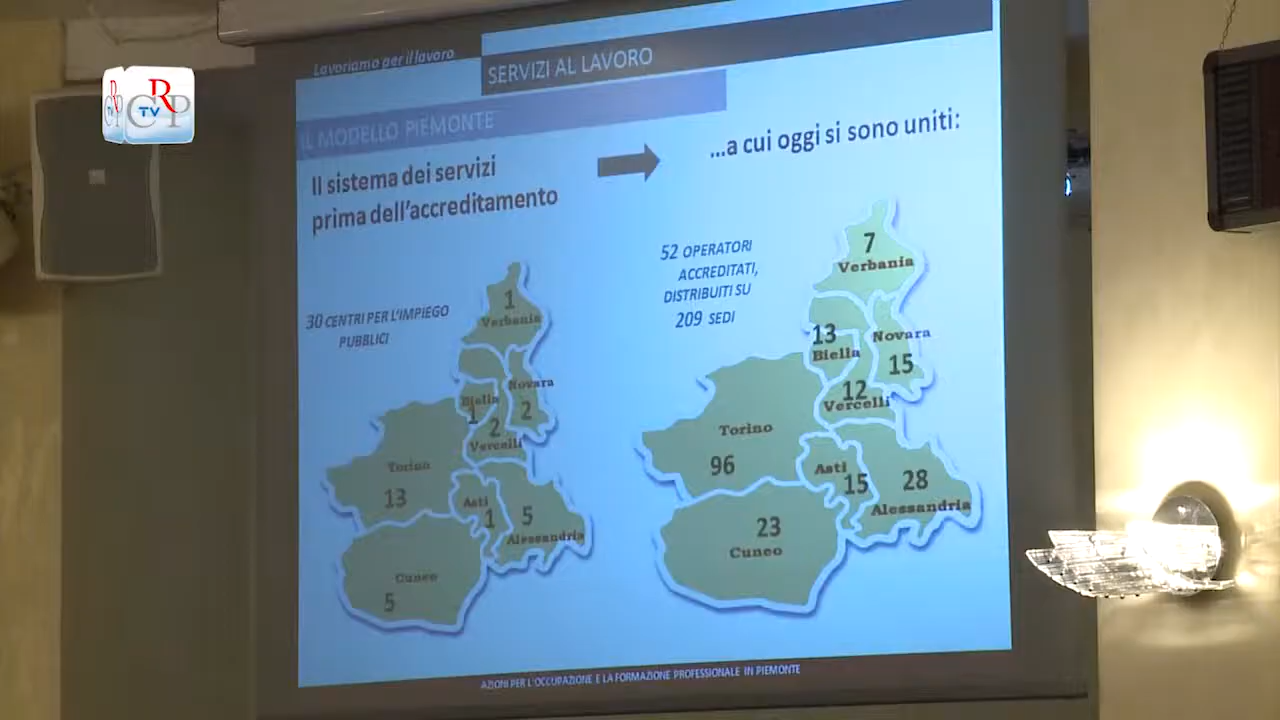 Lavoriamo per il lavoro
SERVIZI AL LAVORO
IL MODELLO PIEMONTE
Il sistema dei servizi
prima dell'accreditamento
...a cui oggi si sono uniti:
30 CENTRI PER L'IMPIEGO
PUBBLICI
1
Verbania
Novara
2
Biella
1
2
Vercelli
Torino
13
Asti
1
5
Alessandria
Cuneo
5
52 OPERATORI
ACCREDITATI,
DISTRIBUITI SU
209 SEDI
7
Verbania
13
Biella
Novara
15
12
Vercelli
Torino
96
Asti
15
28
Alessandria
23
Cuneo
AZIONI PER L'OCCUPAZIONE E LA FORMAZIONE PROFESSIONALE IN PIEMONTE
TV
CRP
TV